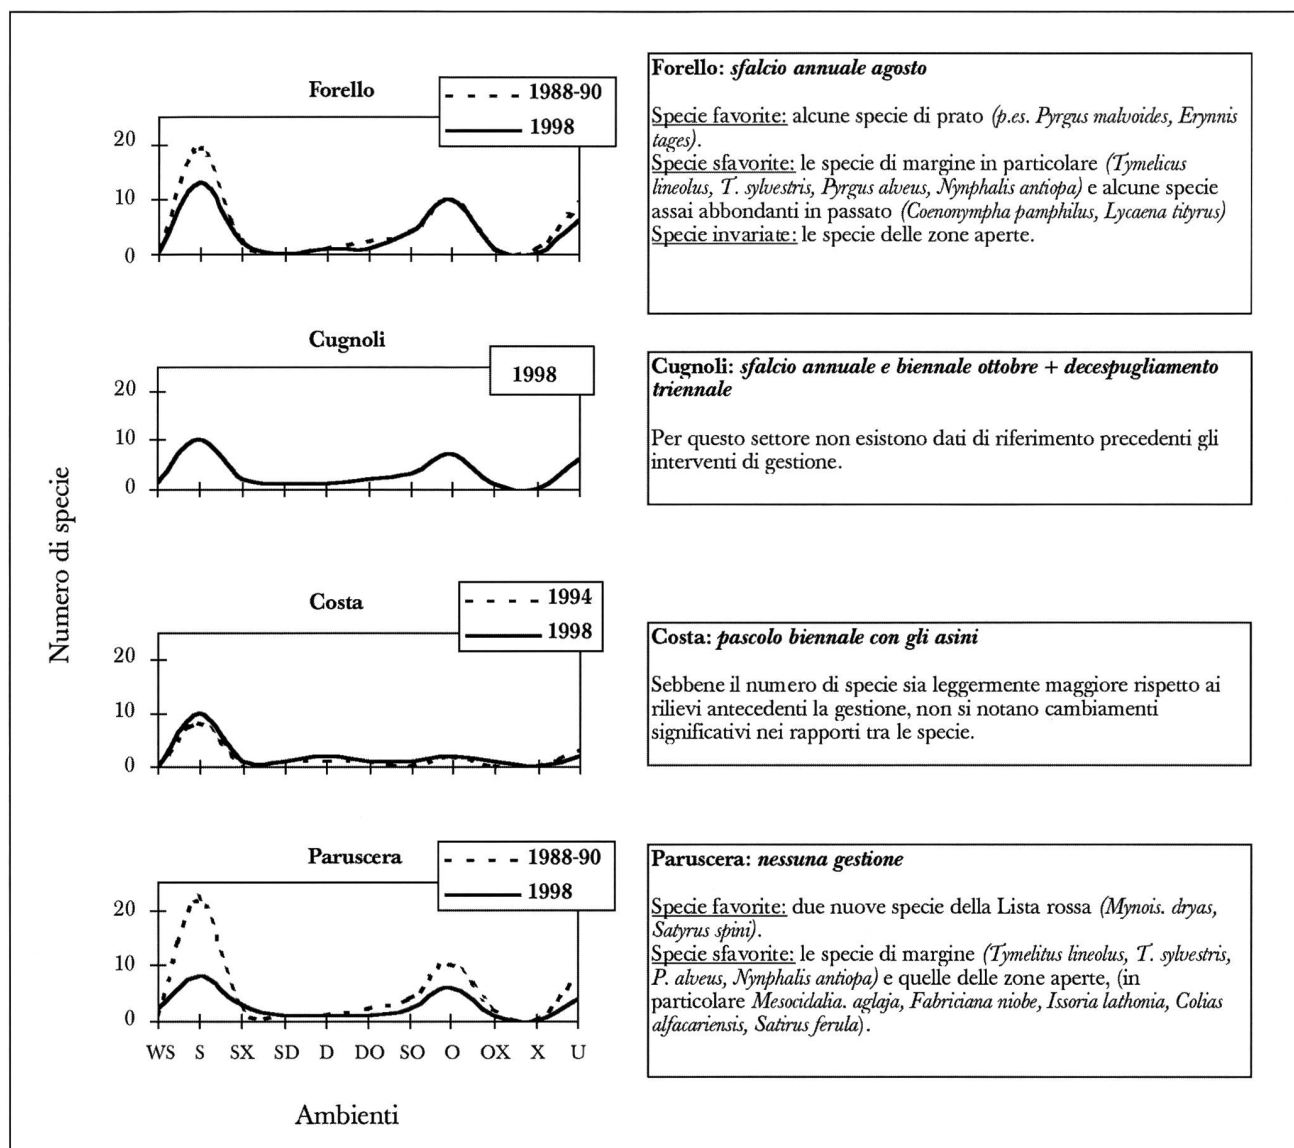 Forello
1988-90
1998
20
10
0
Forello: sfalcio annuale agosto
Specie favorite: alcune specie di prato (p.es. Pyrgus malvoides, Erynnis
tages).
Specie sfavorite: le specie di margine in particolare (Tymelicus
lineolus, T. sylvestris, Pyrgus alveus, Nynphalis antiopa) e alcune specie
assai abbondanti in passato (Coenonympha pamphilus, Lycaena tityrus)
Specie invariate: le specie delle zone aperte.
Cugnoli
1998
20
10
0
Cugnoli: sfalcio annuale e biennale ottobre + decespugliamento
triennale
Per questo settore non esistono dati di riferimento precedenti gli
interventi di gestione.
Numero di specie
Costa
1994
1998
20
10
0
Costa: pascolo biennale con gli asini
Sebbene il numero di specie sia leggermente maggiore rispetto ai
rilievi antecedenti la gestione, non si notano cambiamenti
significativi nei rapporti tra le specie.
Paruscera
1988-90
1998
20
10
0
WS S SX SD D DO SO O OX X U
Ambienti
Paruscera: nessuna gestione
Specie favorite: due nuove specie della Lista rossa (Mynois. dryas,
Satyrus spini).
Specie sfavorite: le specie di margine (Tymelitus lineolus, T. sylvestris,
P. alveus, Nynphalis antiopa) e quelle delle zone aperte, (in
particolare Mesocidalia. aglaja, Fabriciana niobe, Issoria lathonia, Colias
alfacariensis, Satirus ferula).